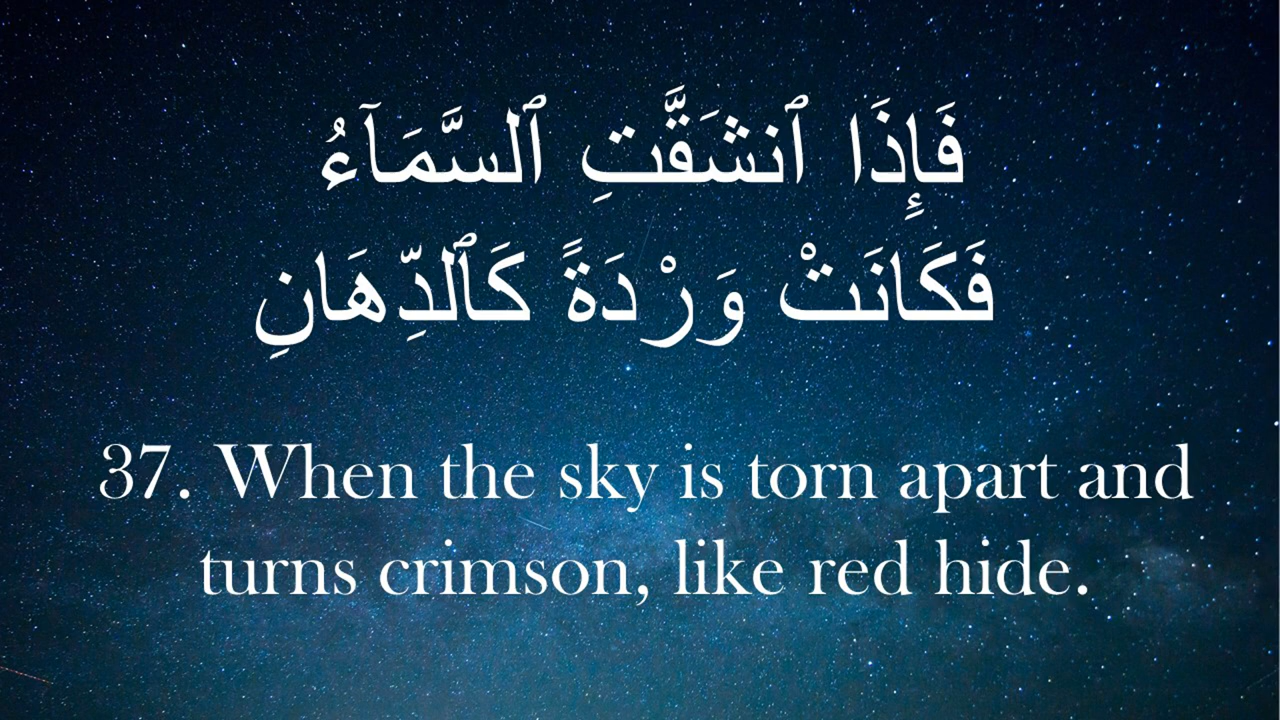 فَإِذَا ٱنشَقَّتِ ٱلسَّمَآءُ
فَكَانَتْ وَرْدَةً كَٱلدِّهَانِ
37. When the sky is torn apart and
turns crimson, like red hide.